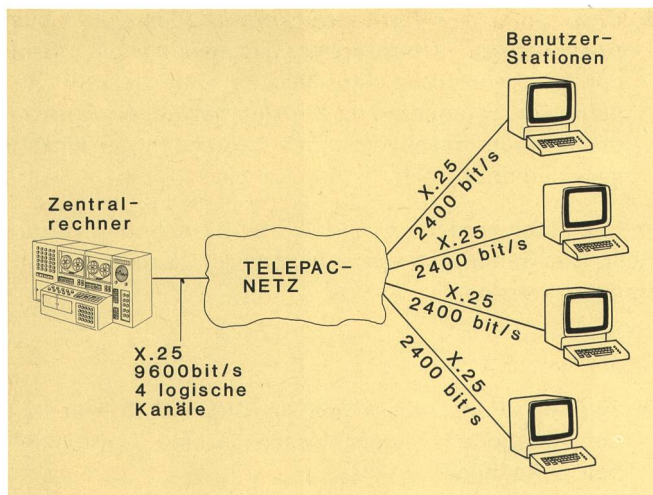 Benutzer-
Stationen
X.25
2400 bit/s
Zentral-
rechner
X.25
2400 bit/s
TELEPAC-
NETZ
X.25
2400 bit/s
X.25
9600bit/s
4 logische
Kanäle
X.25
2400 bit/s